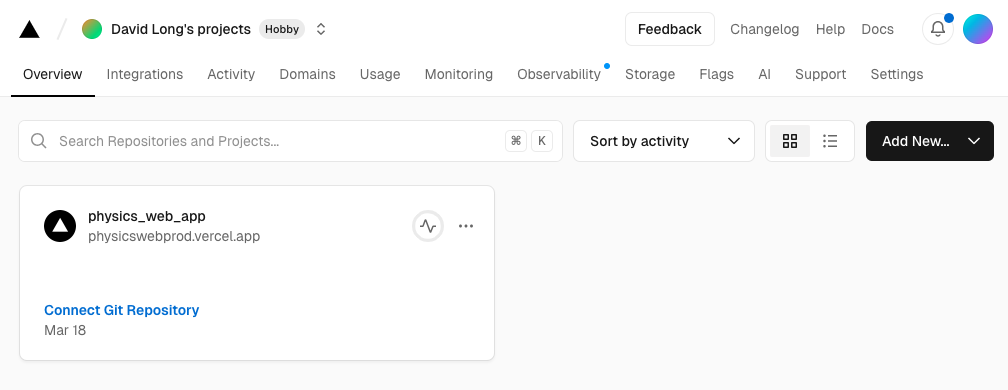 David Long's projects Hobby Feedback Changelog Help Docs
Overview Integrations Activity Domains Usage Monitoring Observability Storage Flags AI Support Settings
Search Repositories and Projects... ⌘ K Sort by activity Add New...
physics_web_app
physicswebprod.vercel.app
Connect Git Repository
Mar 18